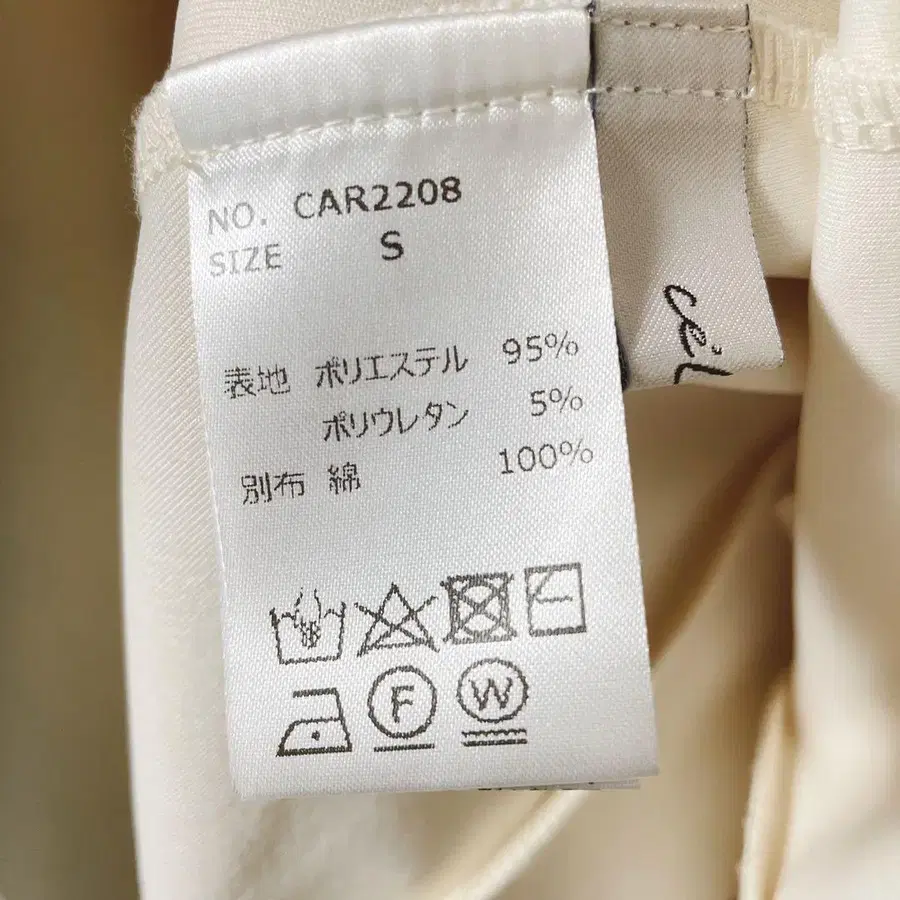 NO. CAR2208
SIZE S
表地 ポリエステル 95%
ポリウレタン 5%
別布 綿 100%
F W